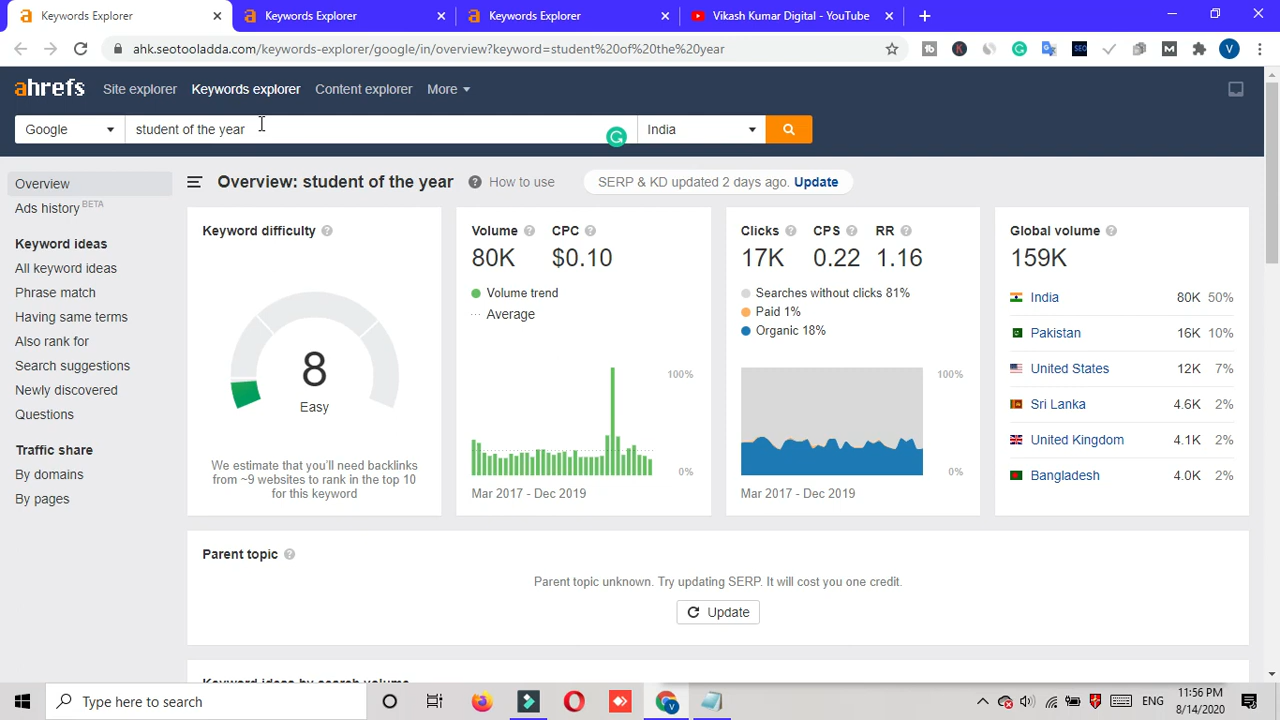 Keywords Explorer
Keywords Explorer
Keywords Explorer
Vikash Kumar Digital - YouTube
ahk.seotooladda.com/keywords-explorer/google/in/overview?keyword=student%20of%20the%20year
ahrefs
Site explorer
Keywords explorer
Content explorer
More
Google
student of the year
India
Overview
Ads history BETA
Keyword ideas
All keyword ideas
Phrase match
Having same terms
Also rank for
Search suggestions
Newly discovered
Questions
Traffic share
By domains
By pages
Overview: student of the year
How to use
SERP & KD updated 2 days ago. Update
Keyword difficulty
8
Easy
We estimate that you'll need backlinks
from ~9 websites to rank in the top 10
for this keyword
Volume CPC
80K $0.10
Volume trend
Average
100%
0%
Mar 2017 - Dec 2019
Clicks CPS RR
17K 0.22 1.16
Searches without clicks 81%
Paid 1%
Organic 18%
100%
0%
Mar 2017 - Dec 2019
Global volume
159K
India 80K 50%
Pakistan 16K 10%
United States 12K 7%
Sri Lanka 4.6K 2%
United Kingdom 4.1K 2%
Bangladesh 4.0K 2%
Parent topic
Parent topic unknown. Try updating SERP. It will cost you one credit.
Update
Keyword ideas by search volume
Type here to search
ENG
11:56 PM
8/14/2020